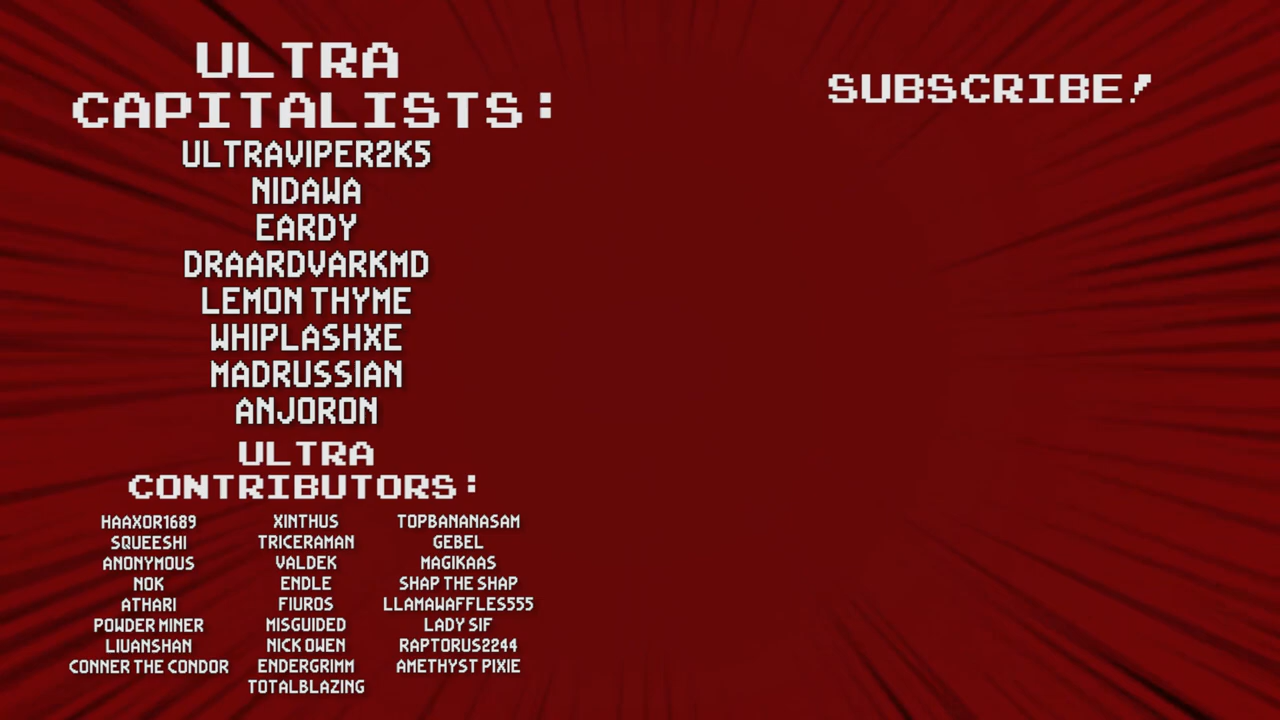 ULTRA
CAPITALISTS:
ULTRAVIPER2K5
NIDAWA
EARDY
DRAARDVARKMD
LEMON THYME
WHIPLASHXE
MADRUSSIAN
ANJORON
ULTRA
CONTRIBUTORS:
HAAXOR1689
SQUEESHI
ANONYMOUS
NOK
ATHARI
POWDER MINER
LIUANSHAN
CONNER THE CONDOR
XINTHUS
TRICERAMAN
VALDEK
ENDLE
FIUROS
MISGUIDED
NICK OWEN
ENDERGRIMM
TOTALBLAZING
TOPBANANASAM
GEBEL
MAGIKAAS
SHAP THE SHAP
LLAMAWAFFLES555
LADY SIF
RAPTORUS2244
AMETHYST PIXIE
SUBSCRIBE!